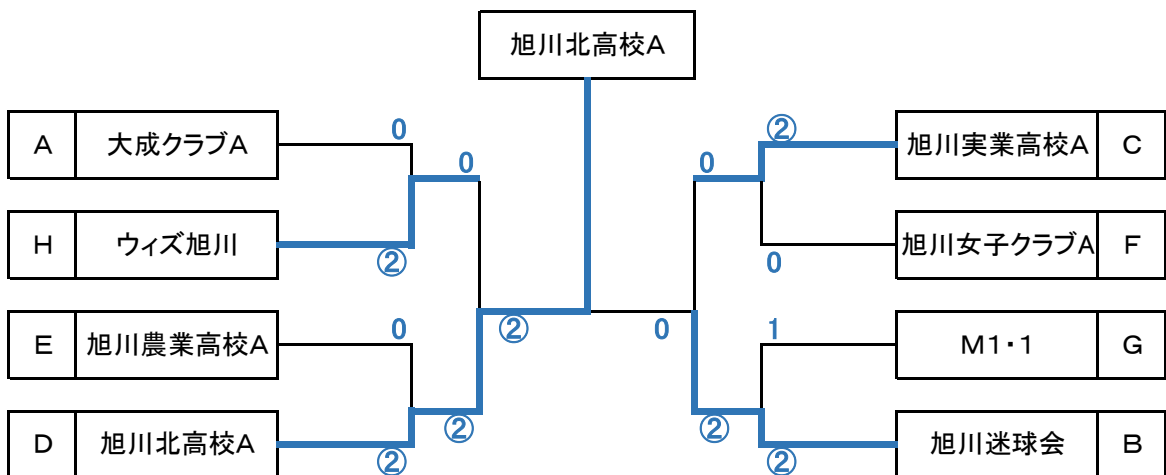 旭川北高校A
A 大成クラブA 0 ② 旭川実業高校A C
0 0
H ウィズ旭川 ② 0 旭川女子クラブA F
E 旭川農業高校A 0 ② 0 1 M1・1 G
D 旭川北高校A ② ② ② ② 旭川迷球会 B